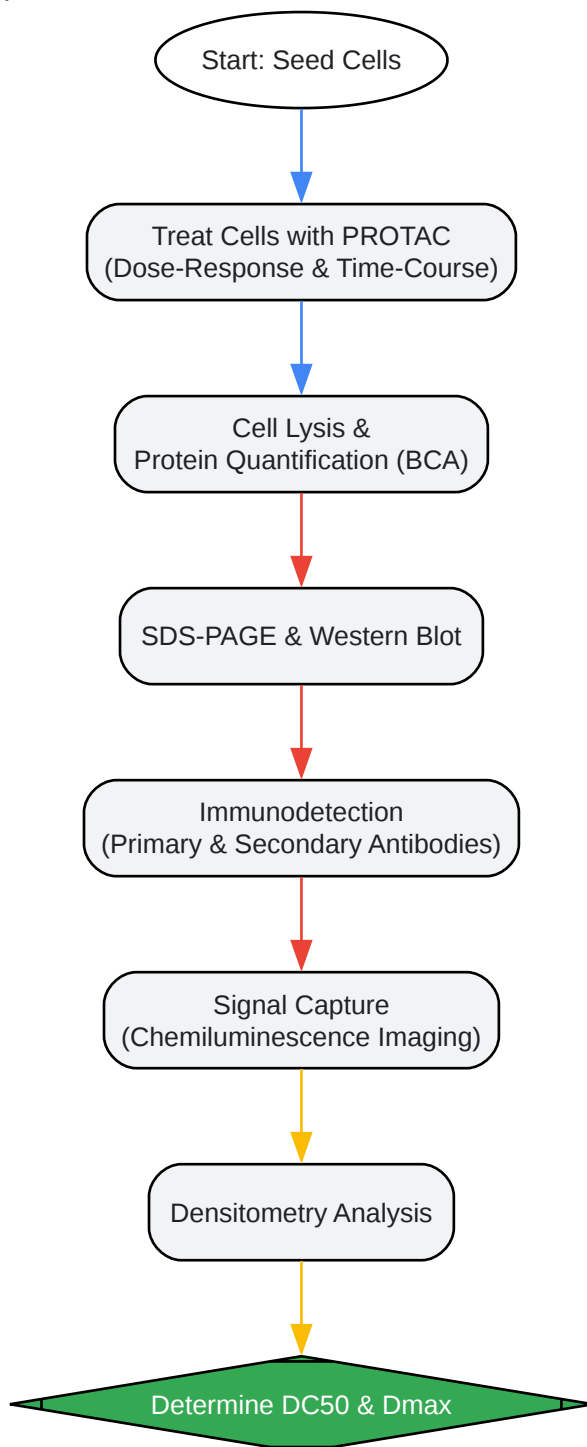 Start: Seed Cells
Treat Cells with PROTAC
(Dose-Response & Time-Course)
Cell Lysis &
Protein Quantification (BCA)
SDS-PAGE & Western Blot
Immunodetection
(Primary & Secondary Antibodies)
Signal Capture
(Chemiluminescence Imaging)
Densitometry Analysis
Determine DC50 & Dmax